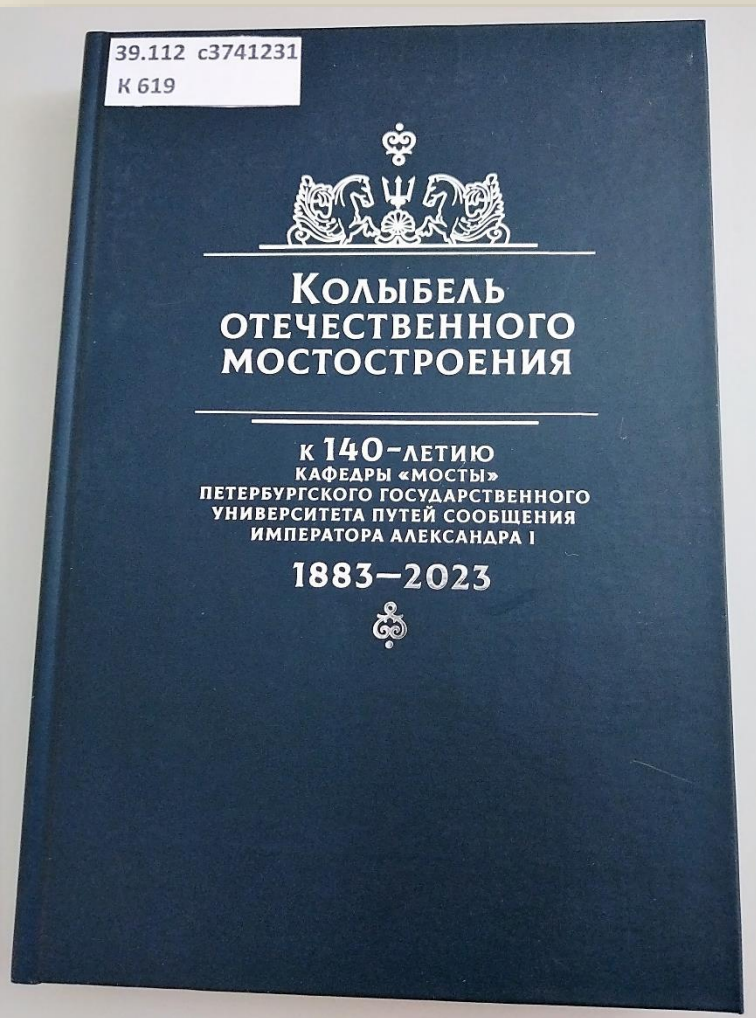 39.112 с3741231
К 619
Колыбель
отечественного
мостостроения
к 140-летию
кафедры «Мосты»
Петербургского государственного
университета путей сообщения
Императора Александра I
1883–2023